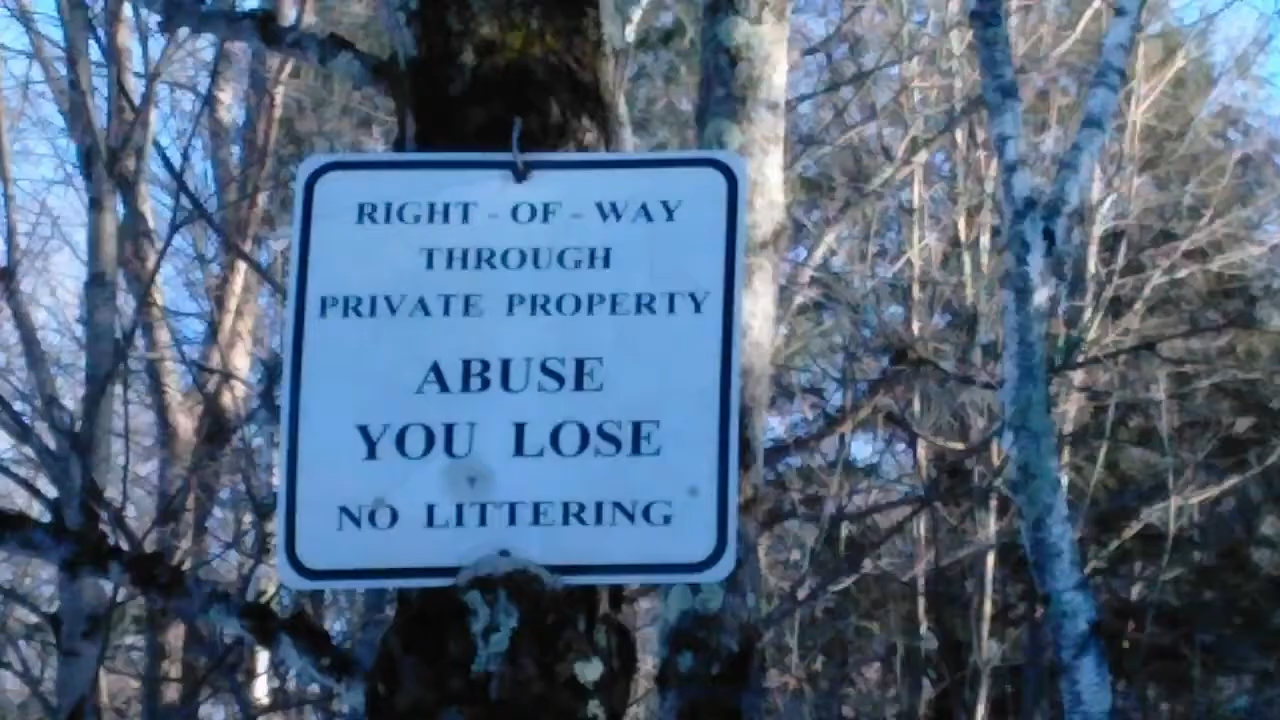 RIGHT - OF - WAY
THROUGH
PRIVATE PROPERTY
ABUSE
YOU LOSE
NO LITTERING